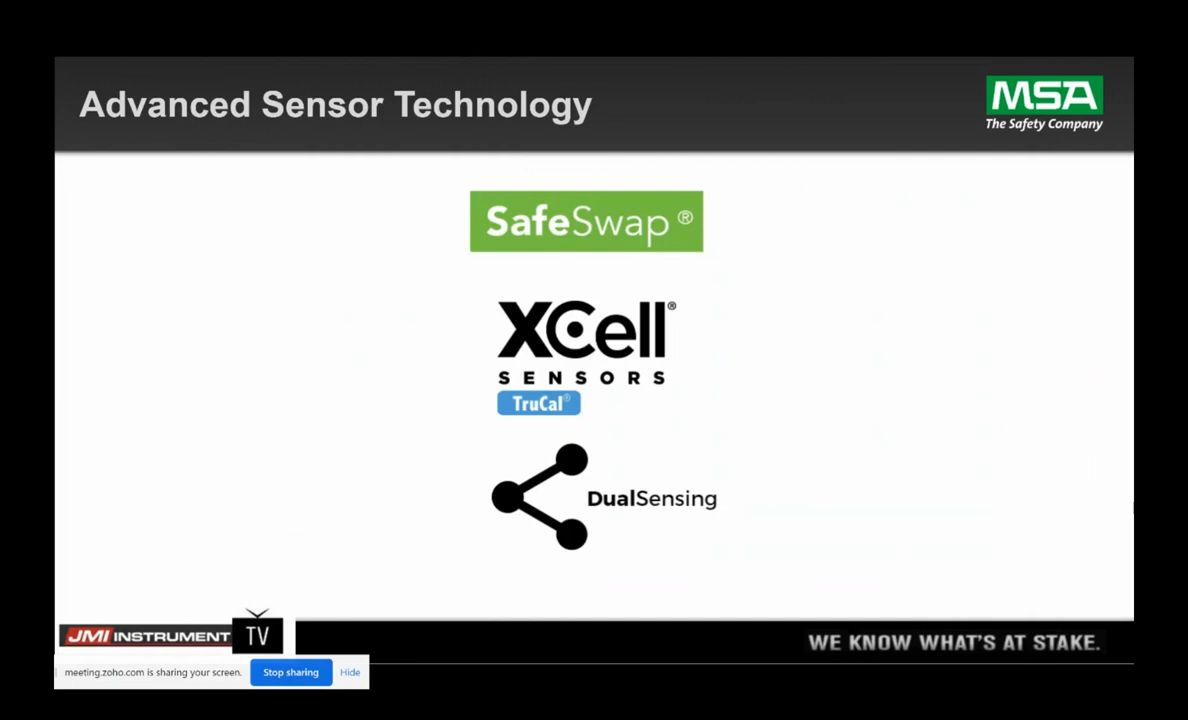 Advanced Sensor Technology
MSA
The Safety Company
SafeSwap®
XCell®
SENSORS
TruCal®
DualSensing
JMI INSTRUMENT TV
WE KNOW WHAT'S AT STAKE.
meeting.zoho.com is sharing your screen. Stop sharing Hide